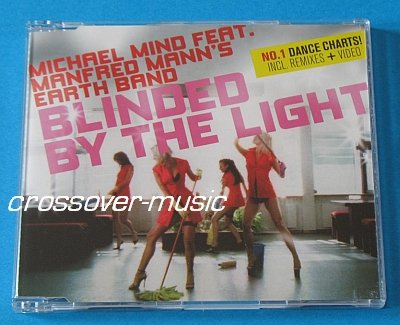 MICHAEL MIND FEAT.
MANFRED MANN'S
EARTH BAND
BLINDED
BY THE LIGHT
NO.1 DANCE CHARTS!
INCL. REMIXES + VIDEO
crossover-music